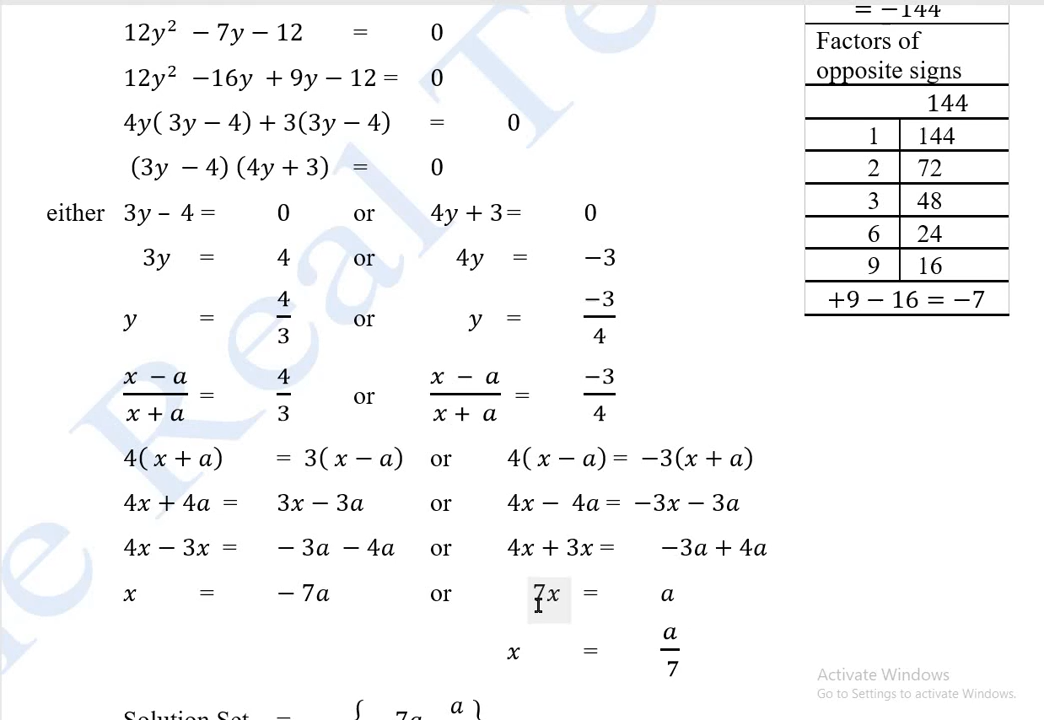 = −144
12y² − 7y − 12 = 0
12y² −16y + 9y − 12 = 0
4y( 3y − 4) + 3(3y − 4) = 0
(3y − 4) (4y + 3) = 0
either 3y − 4 = 0 or 4y + 3 = 0
3y = 4 or 4y = −3
y = 4/3 or y = −3/4
x − a / x + a = 4/3 or x − a / x + a = −3/4
4( x + a) = 3( x − a) or 4( x − a) = −3(x + a)
4x + 4a = 3x − 3a or 4x − 4a = −3x − 3a
4x − 3x = − 3a − 4a or 4x + 3x = −3a + 4a
x = − 7a or 7x = a
x = a/7
Solution Set = { − 7a, a }
Factors of
opposite signs
144
1 144
2 72
3 48
6 24
9 16
+9 − 16 = −7
Activate Windows
Go to Settings to activate Windows.